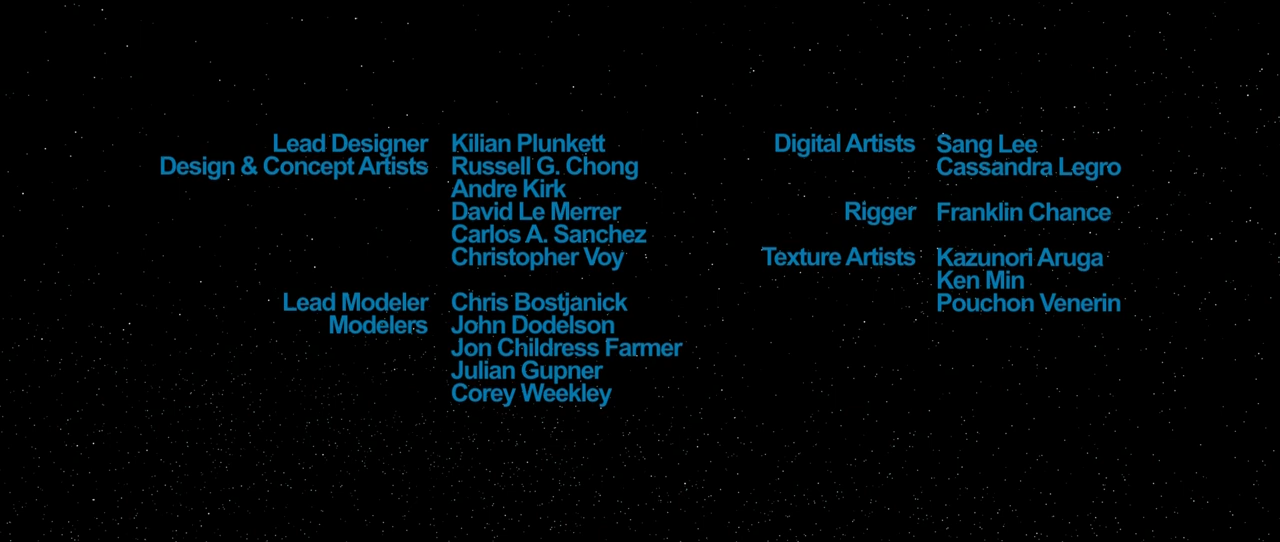 Lead Designer Kilian Plunkett
Design & Concept Artists Russell G. Chong
Andre Kirk
David Le Merrer
Carlos A. Sanchez
Christopher Voy
Lead Modeler Chris Bostjanick
Modelers John Dodelson
Jon Childress Farmer
Julian Gupner
Corey Weekley
Digital Artists Sang Lee
Cassandra Legro
Rigger Franklin Chance
Texture Artists Kazunori Aruga
Ken Min
Pouchon Venerin